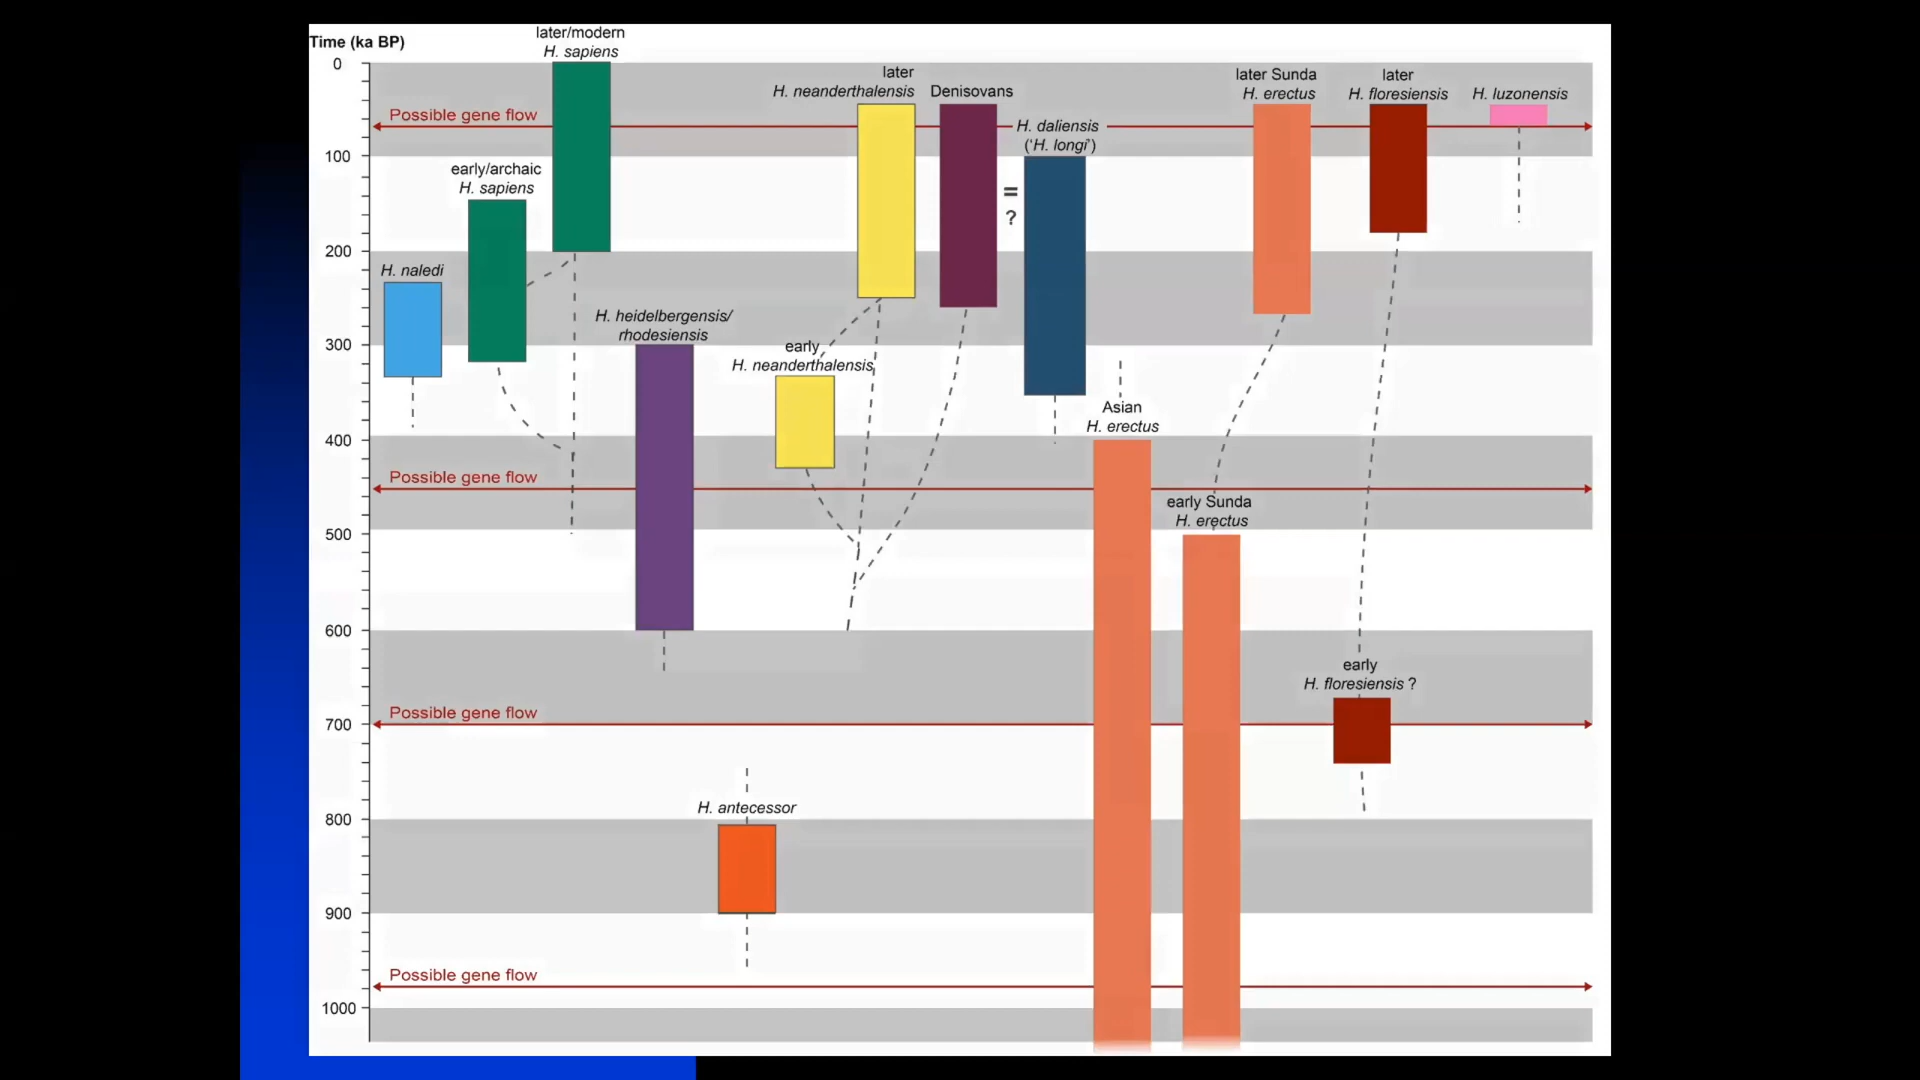 Time (ka BP)
later/modern
H. sapiens
0
later
H. neanderthalensis
Denisovans
later Sunda
H. erectus
later
H. floresiensis
H. luzonensis
Possible gene flow
H. daliensis
('H. longi')
100
early/archaic
H. sapiens
=
?
200
H. naledi
H. heidelbergensis/
rhodesiensis
300
early
H. neanderthalensis
Asian
H. erectus
400
Possible gene flow
early Sunda
H. erectus
500
600
early
H. floresiensis ?
Possible gene flow
700
H. antecessor
800
900
Possible gene flow
1000